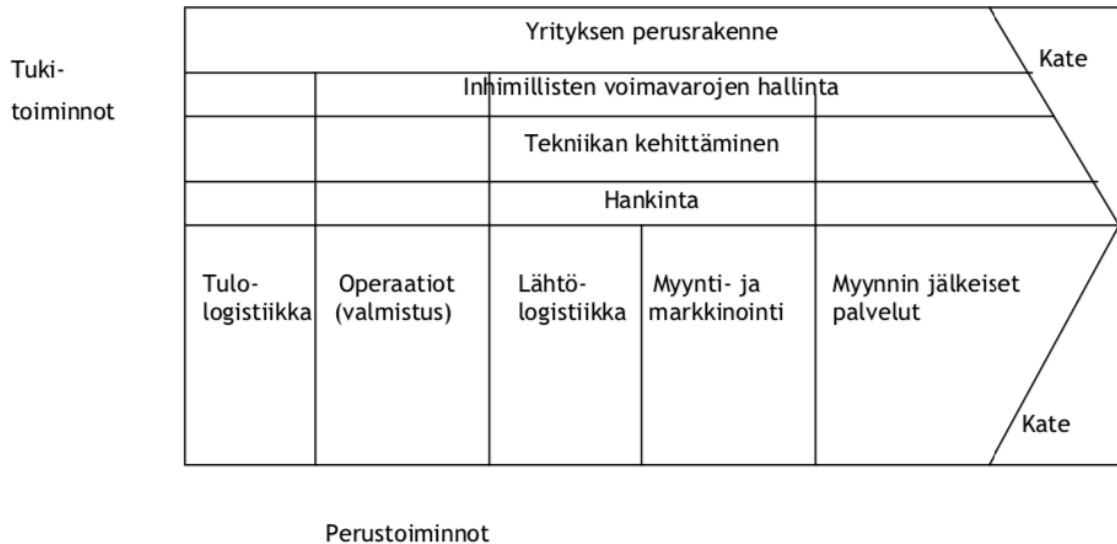 Yrityksen perusrakenne
Kate
Tuki-
toiminnot
Inhimillisten voimavarojen hallinta
Tekniikan kehittäminen
Hankinta
Tulo-
logistiikka
Operaatiot
(valmistus)
Lähtö-
logistiikka
Myynti- ja
markkinointi
Myynnin jälkeiset
palvelut
Kate
Perustoiminnot